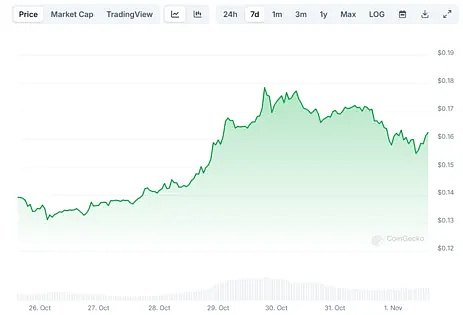 Price Market Cap TradingView 24h 7d 1m 3m 1y Max LOG
$0.19
$0.18
$0.17
$0.16
$0.15
$0.14
$0.13
$0.12
CoinGecko
26. Oct 27. Oct 28. Oct 29. Oct 30. Oct 31. Oct 1. Nov